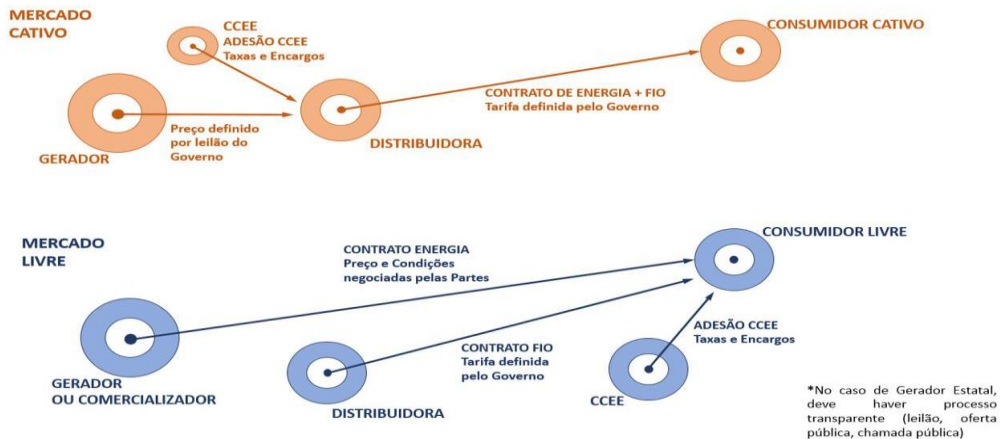 MERCADO
CATIVO
CCEE
ADESÃO CCEE
Taxas e Encargos
CONSUMIDOR CATIVO
CONTRATO DE ENERGIA + FIO
Tarifa definida pelo Governo
Preço definido
por leilão do
Governo
GERADOR
DISTRIBUIDORA
MERCADO
LIVRE
CONTRATO ENERGIA
Preço e Condições
negociadas pelas Partes
CONSUMIDOR LIVRE
ADESÃO CCEE
Taxas e Encargos
CONTRATO FIO
Tarifa definida
pelo Governo
GERADOR
OU COMERCIALIZADOR
DISTRIBUIDORA
CCEE
*No caso de Gerador Estatal,
deve haver processo
transparente (leilão, oferta
pública, chamada pública)